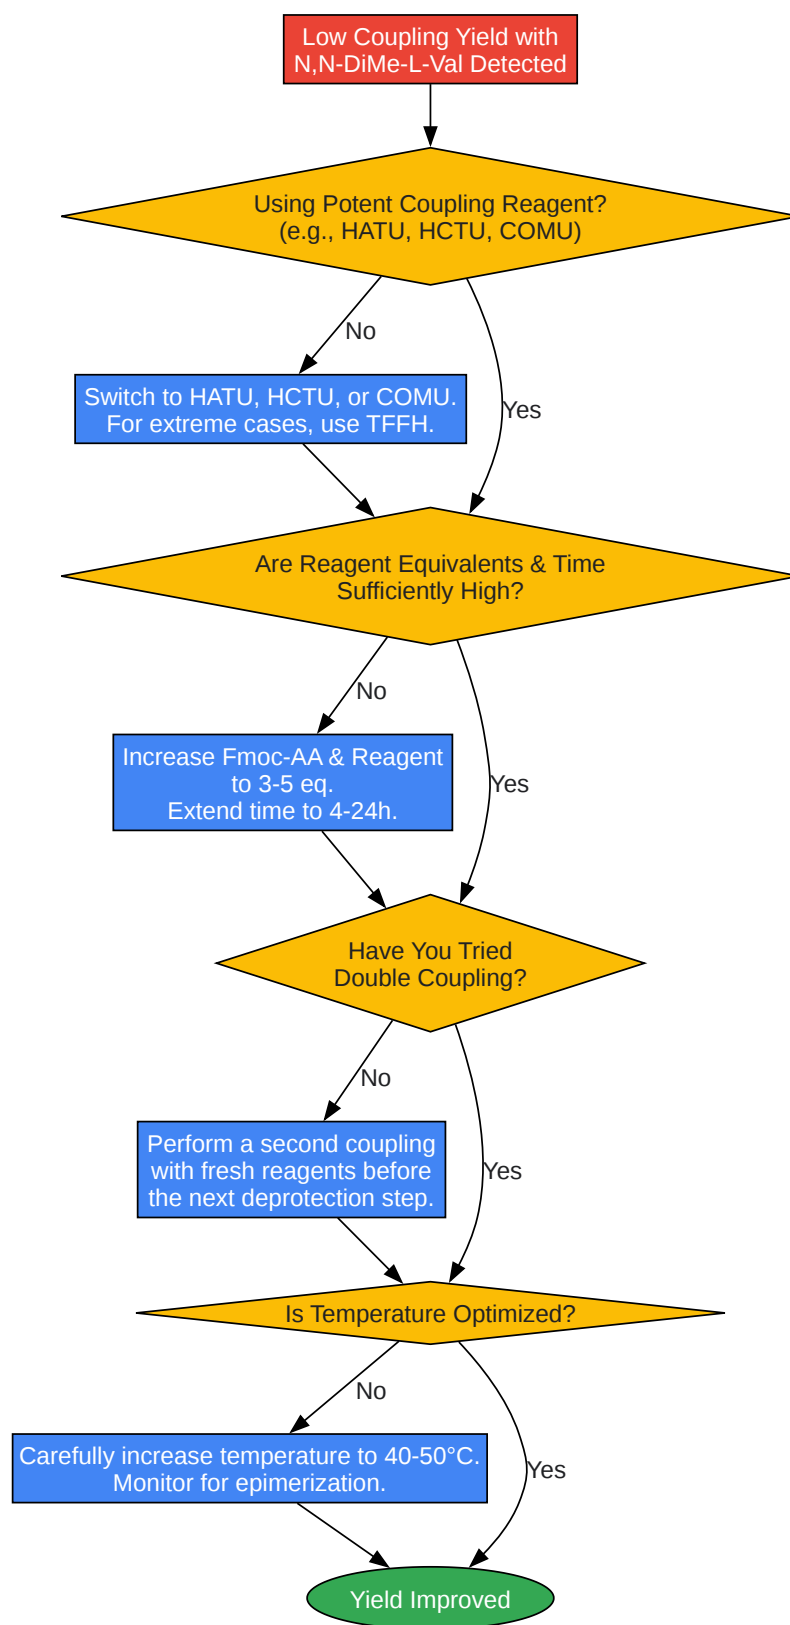 Low Coupling Yield with
N,N-DiMe-L-Val Detected
Using Potent Coupling Reagent?
(e.g., HATU, HCTU, COMU)
No
Switch to HATU, HCTU, or COMU.
For extreme cases, use TFFH.
Yes
Are Reagent Equivalents & Time
Sufficiently High?
No
Increase Fmoc-AA & Reagent
to 3-5 eq.
Extend time to 4-24h.
Yes
Have You Tried
Double Coupling?
No
Perform a second coupling
with fresh reagents before
the next deprotection step.
Yes
Is Temperature Optimized?
No
Carefully increase temperature to 40-50°C.
Monitor for epimerization.
Yes
Yield Improved